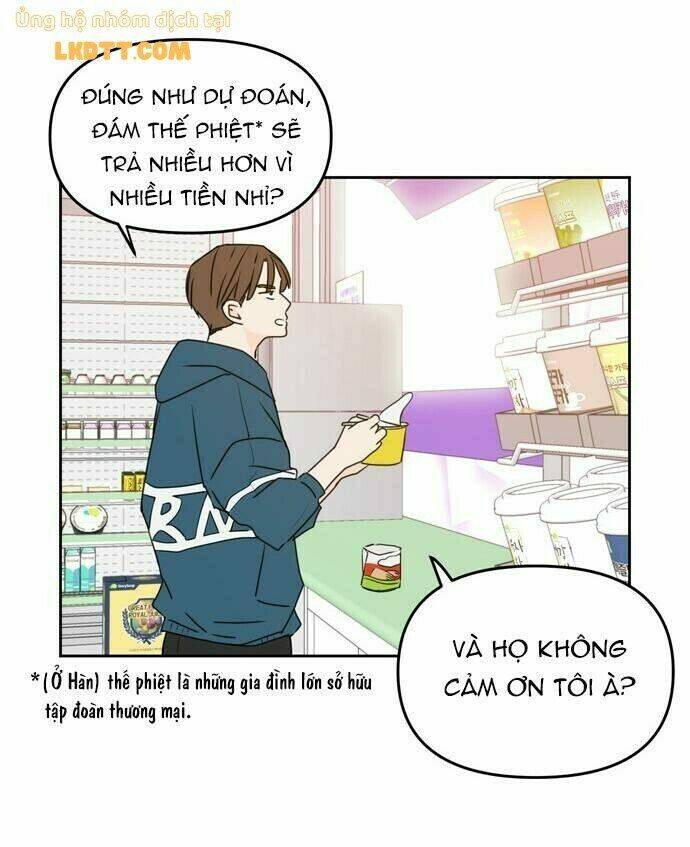 Ủng hộ nhóm dịch tại
LKDTT.COM
ĐÚNG NHƯ DỰ ĐOÁN,
ĐÁM THẾ PHIỆT* SẼ
TRẢ NHIỀU HƠN VÌ
NHIỀU TIỀN NHỈ?
VÀ HỌ KHÔNG
CẢM ƠN TÔI À?
*(Ở Hàn) thế phiệt là những gia đình lớn sở hữu
tập đoàn thương mại.